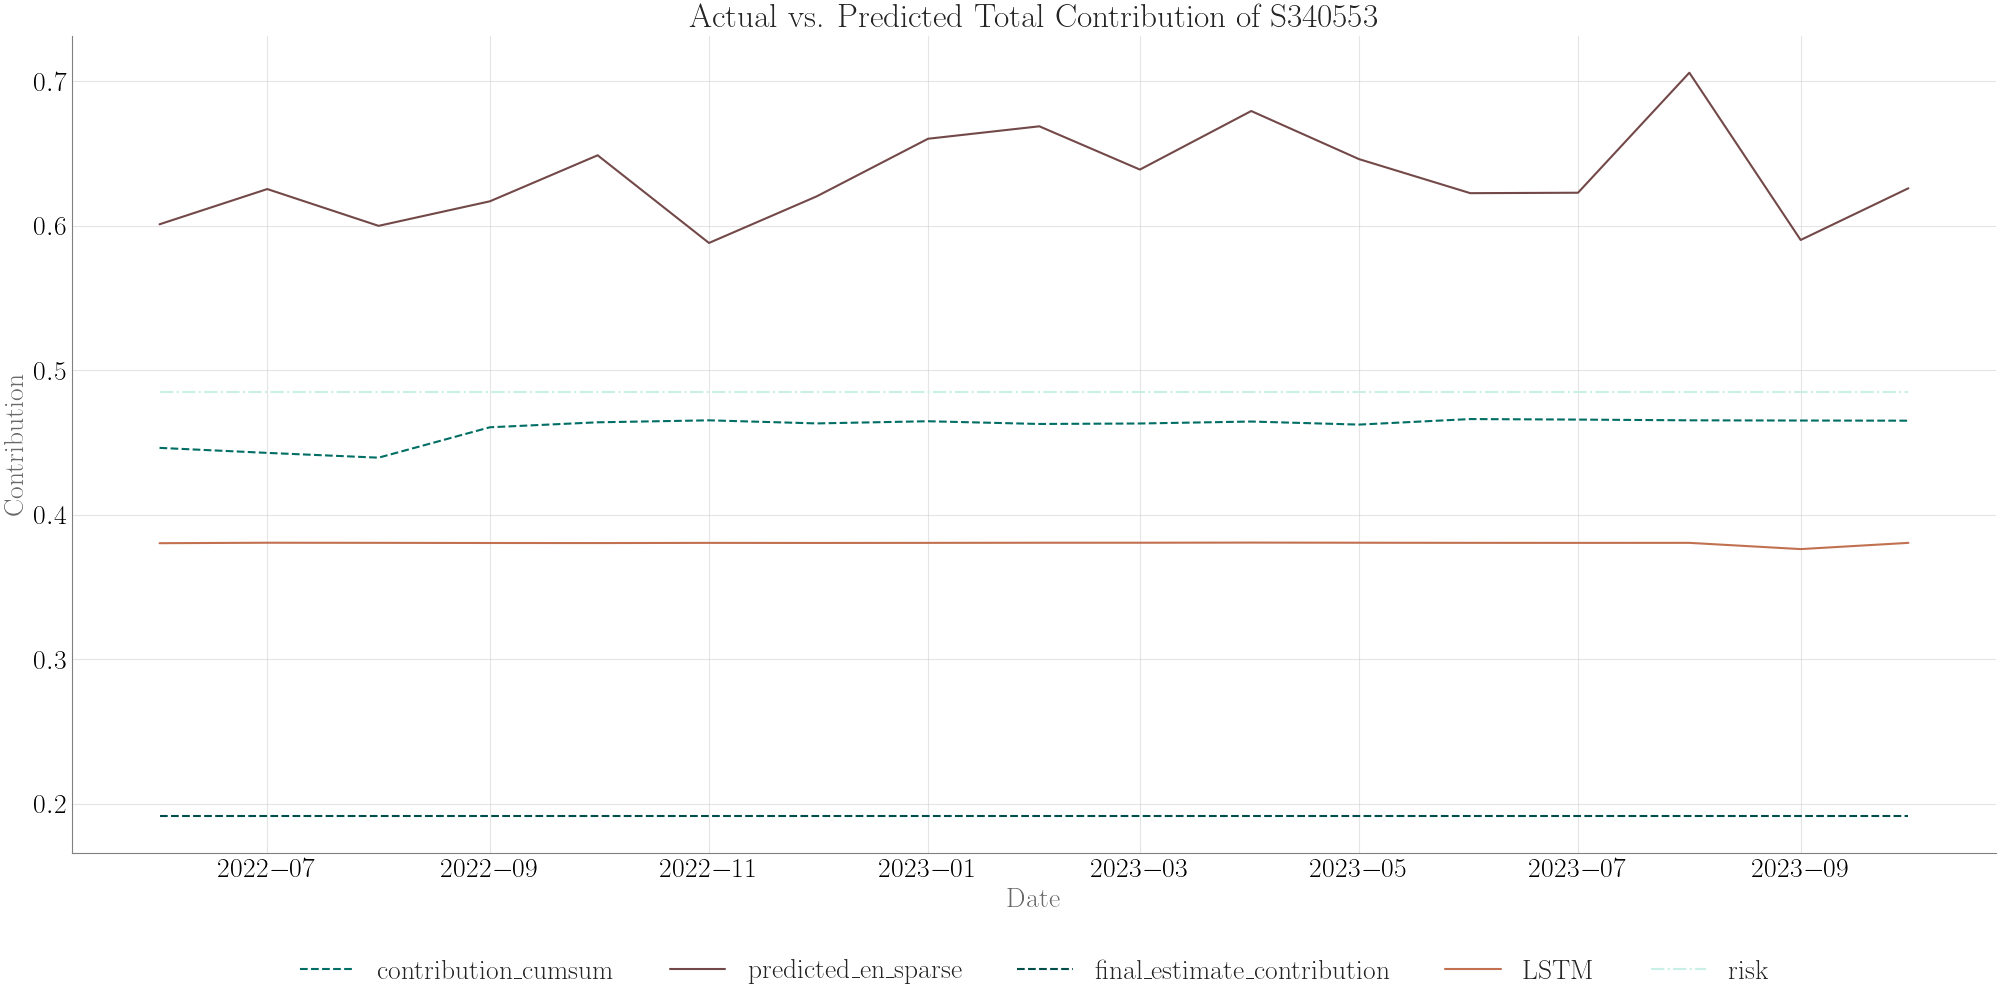 Actual vs. Predicted Total Contribution of S340553
Contribution
0.7
0.6
0.5
0.4
0.3
0.2
2022−07 2022−09 2022−11 2023−01 2023−03 2023−05 2023−07 2023−09
Date
contribution_cumsum predicted_en_sparse final_estimate_contribution LSTM risk